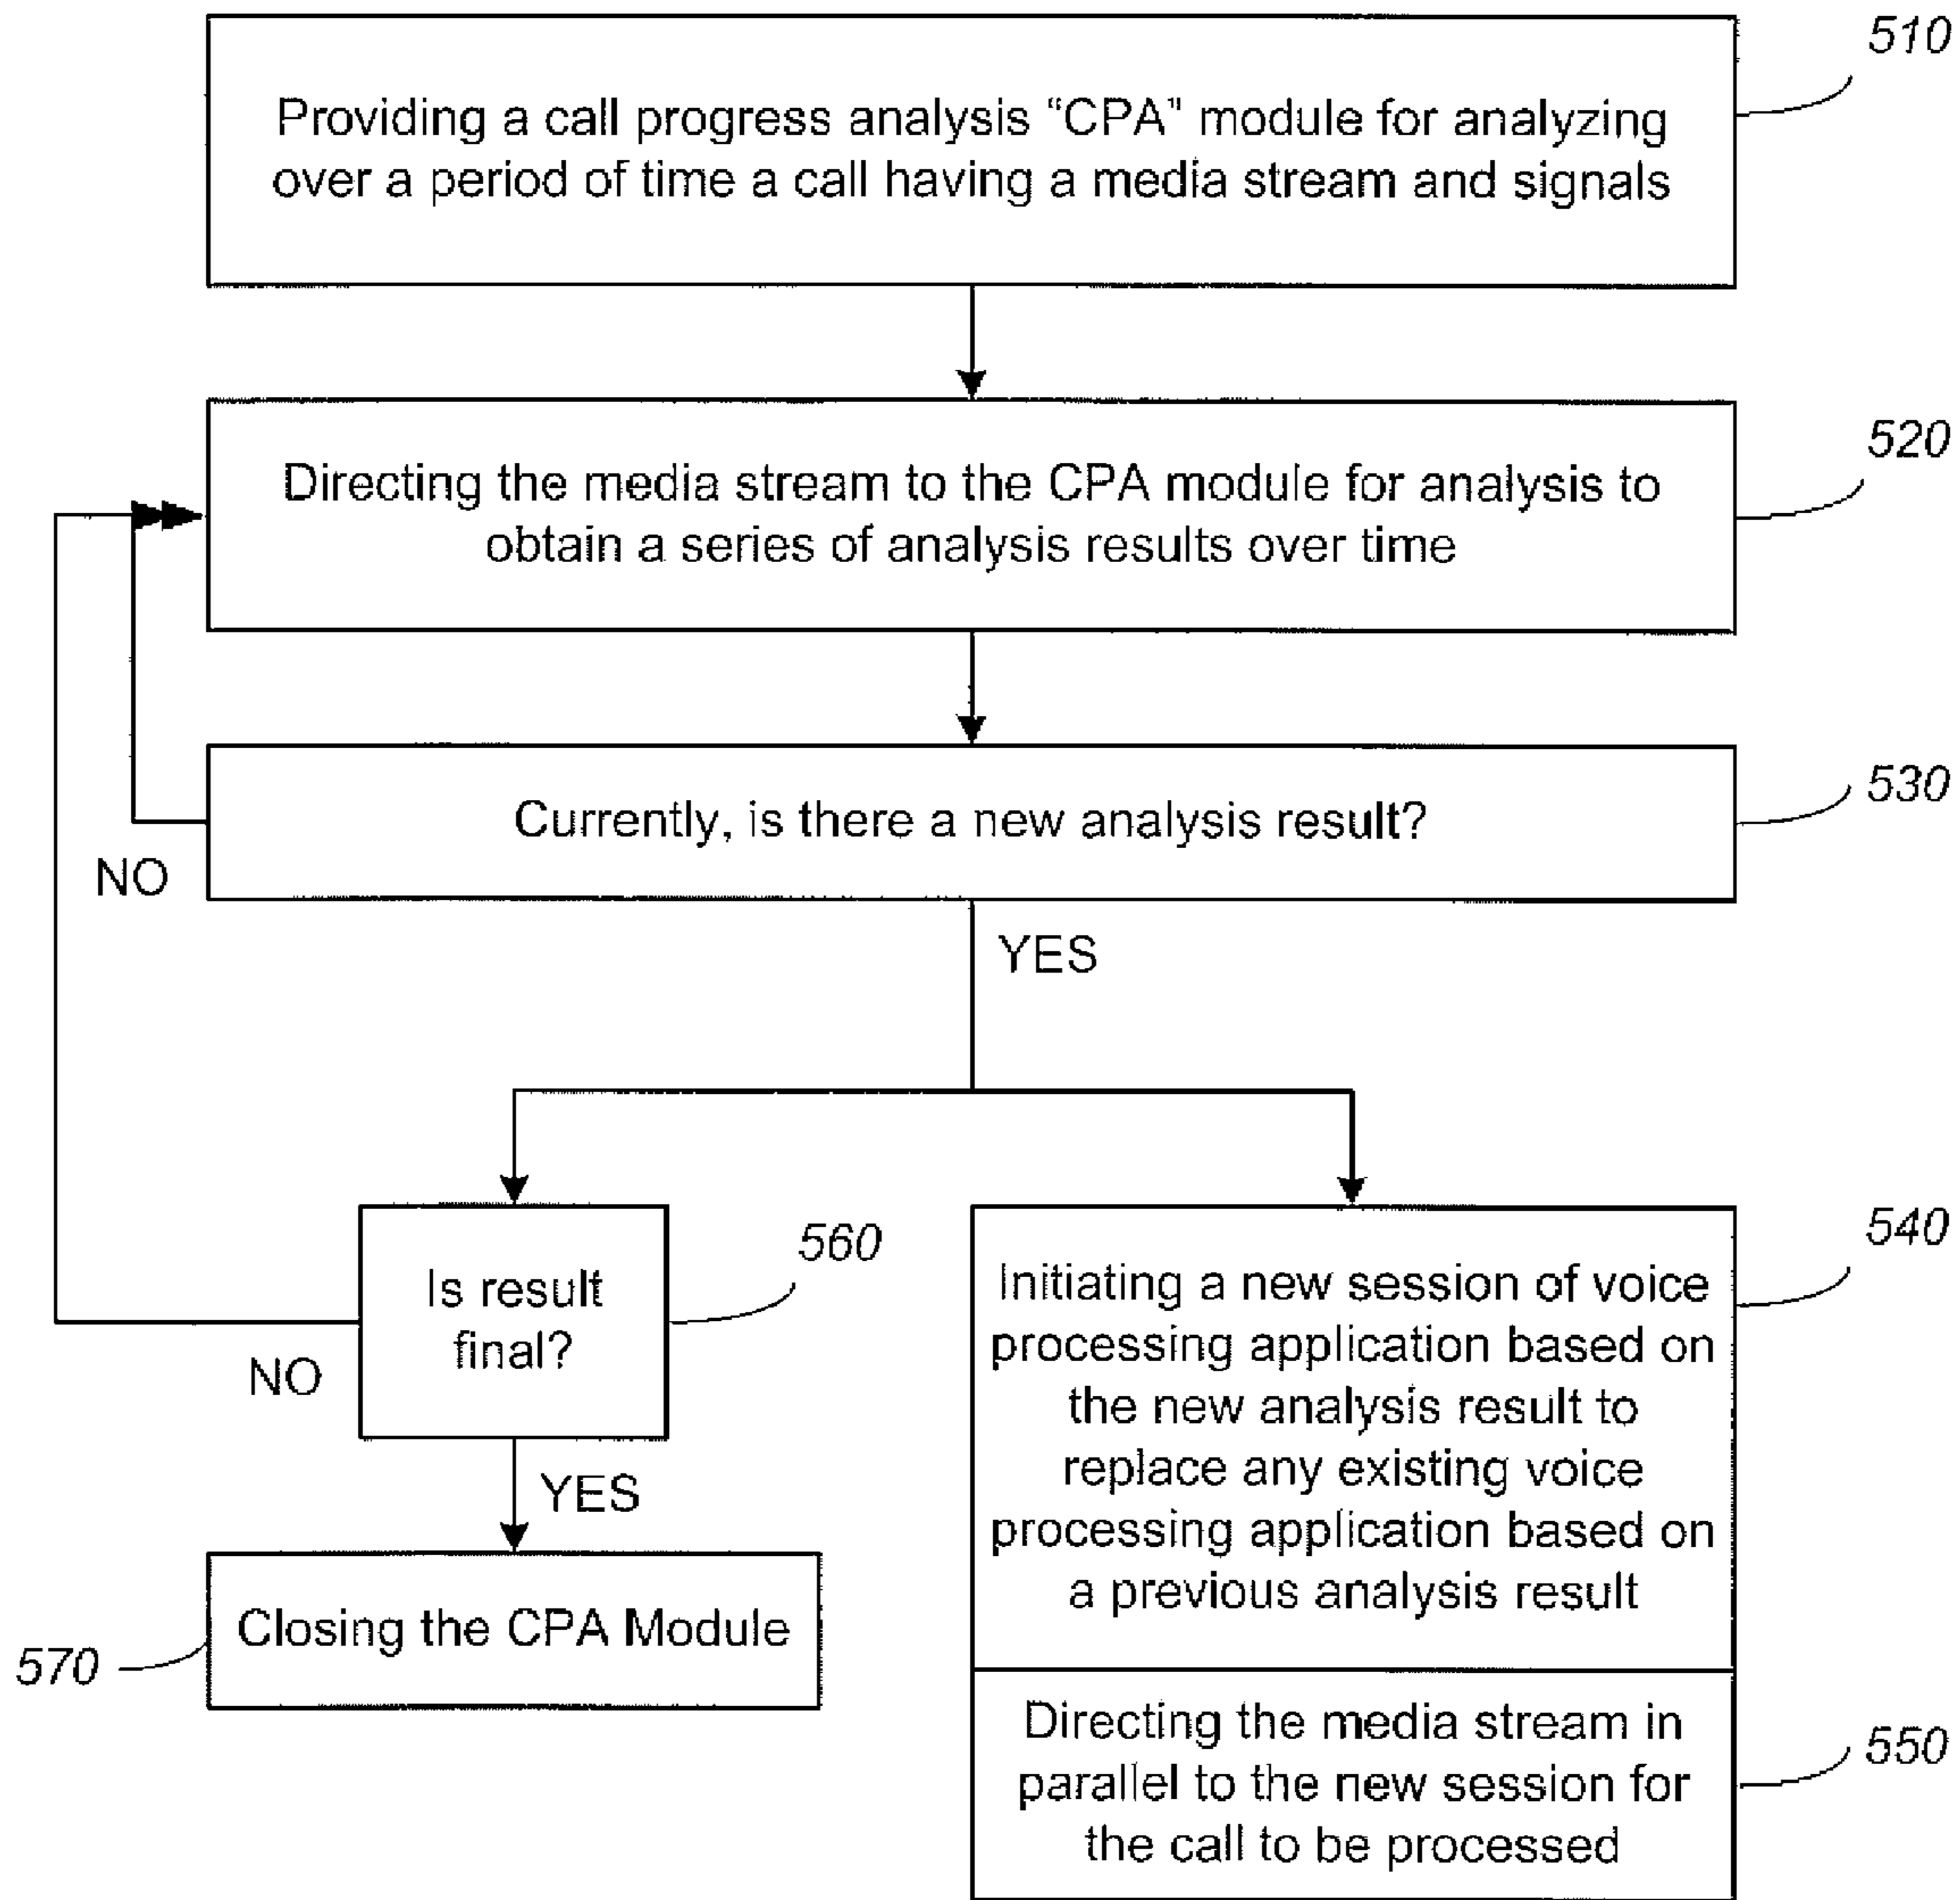 510
Providing a call progress analysis “CPA” module for analyzing
over a period of time a call having a media stream and signals
520
Directing the media stream to the CPA module for analysis to
obtain a series of analysis results over time
530
Currently, is there a new analysis result?
NO
YES
560
Is result
final?
NO
YES
570
Closing the CPA Module
540
Initiating a new session of voice
processing application based on
the new analysis result to
replace any existing voice
processing application based on
a previous analysis result
550
Directing the media stream in
parallel to the new session for
the call to be processed